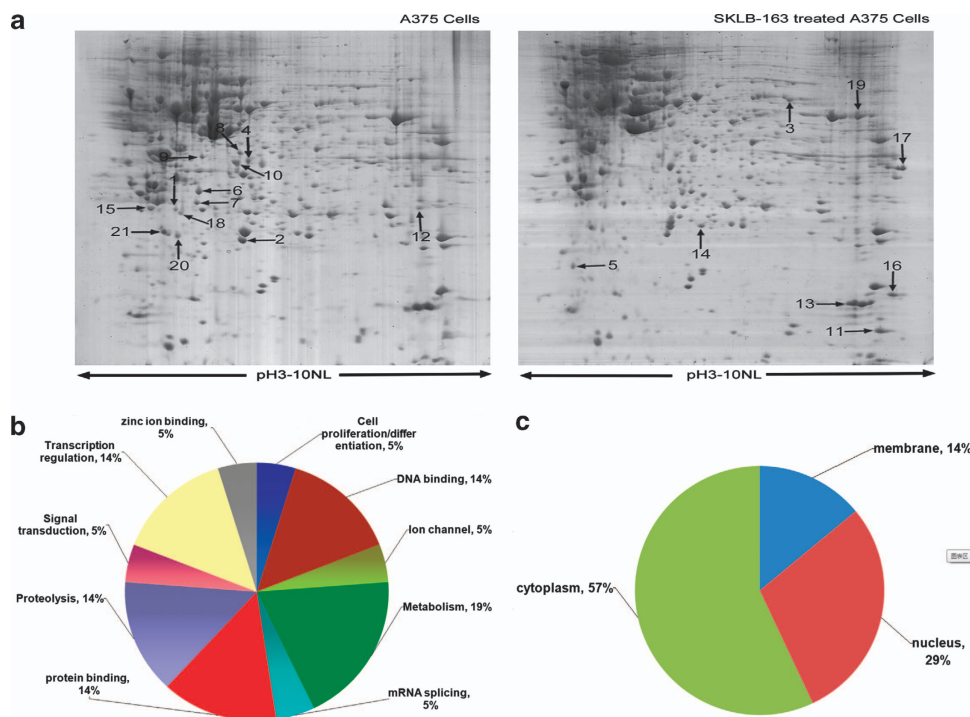 a
A375 Cells
SKLB-163 treated A375 Cells
8
4
9
10
1
6
7
15
18
21
2
20
12
19
3
17
14
5
16
13
11
pH3-10NL
pH3-10NL
b
zinc ion binding,
5%
Cell
proliferation/differ
entiation, 5%
Transcription
regulation, 14%
DNA binding, 14%
Signal
transduction, 5%
Ion channel, 5%
Proteolysis, 14%
Metabolism, 19%
protein binding,
14%
mRNA splicing,
5%
c
membrane, 14%
cytoplasm, 57%
nucleus,
29%